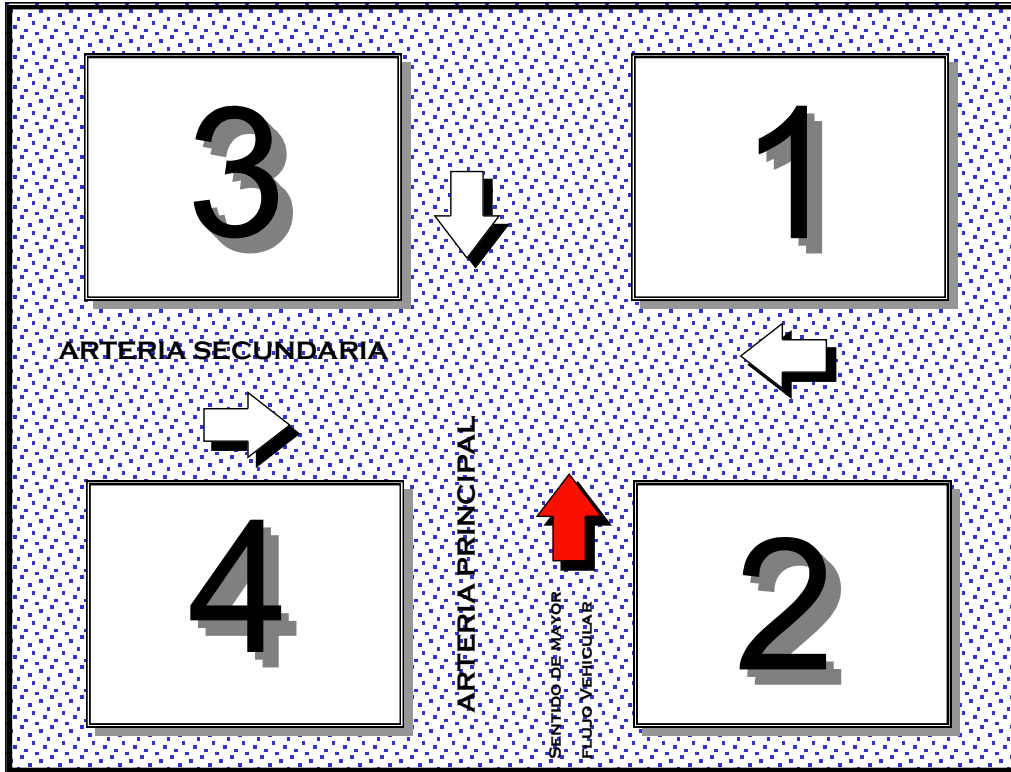 3
1
ARTERIA SECUNDARIA
ARTERIA PRINCIPAL
4
2
SENTIDO DE MAYOR
FLUJO VEHICULAR